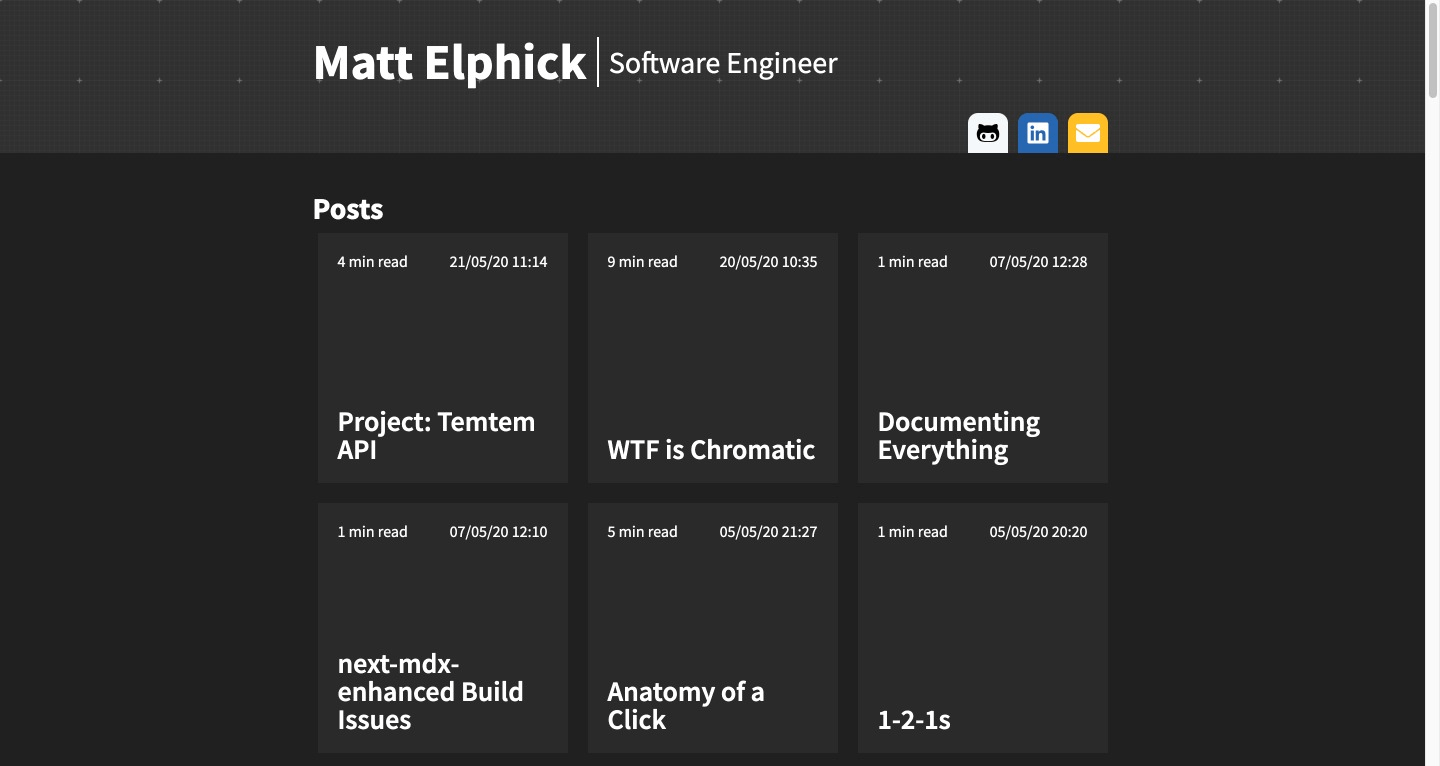 Matt Elphick
Software Engineer
Posts
4 min read 21/05/20 11:14
Project: Temtem
API
9 min read 20/05/20 10:35
WTF is Chromatic
1 min read 07/05/20 12:28
Documenting
Everything
1 min read 07/05/20 12:10
next-mdx-
enhanced Build
Issues
5 min read 05/05/20 21:27
Anatomy of a
Click
1 min read 05/05/20 20:20
1-2-1s